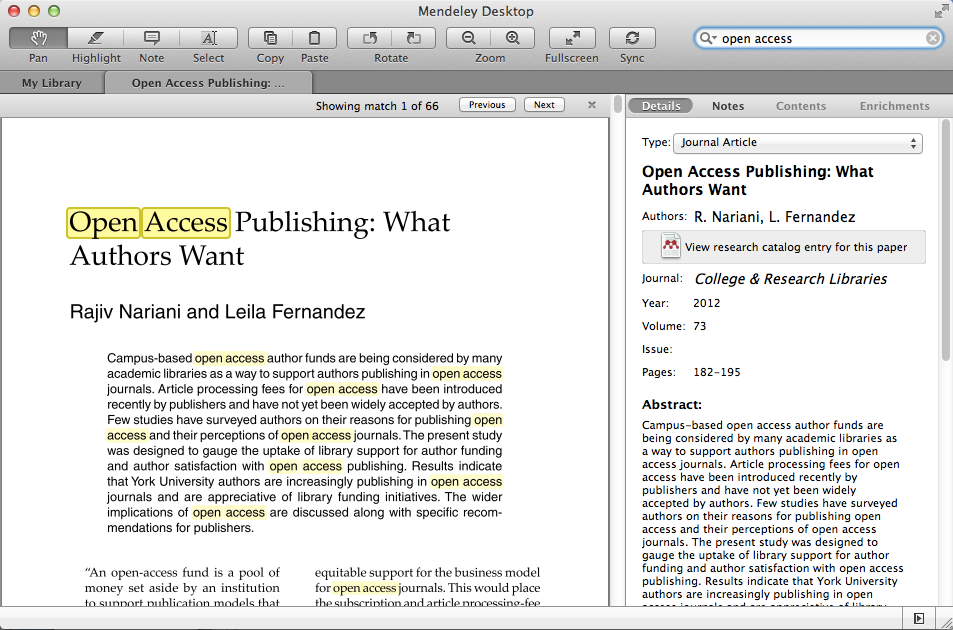 Mendeley Desktop
Pan Highlight Note Select Copy Paste Rotate Zoom Fullscreen Sync
open access
My Library Open Access Publishing: ...
Showing match 1 of 66 Previous Next
Open Access Publishing: What
Authors Want
Rajiv Nariani and Leila Fernandez
Campus-based open access author funds are being considered by many
academic libraries as a way to support authors publishing in open access
journals. Article processing fees for open access have been introduced
recently by publishers and have not yet been widely accepted by authors.
Few studies have surveyed authors on their reasons for publishing open
access and their perceptions of open access journals. The present study
was designed to gauge the uptake of library support for author funding
and author satisfaction with open access publishing. Results indicate
that York University authors are increasingly publishing in open access
journals and are appreciative of library funding initiatives. The wider
implications of open access are discussed along with specific recom-
mendations for publishers.
“An open-access fund is a pool of
money set aside by an institution
to support publication models that
equitable support for the business model
for open access journals. This would place
the subscription and article processing-fee
Details Notes Contents Enrichments
Type: Journal Article
Open Access Publishing: What
Authors Want
Authors: R. Nariani, L. Fernandez
View research catalog entry for this paper
Journal: College & Research Libraries
Year: 2012
Volume: 73
Issue:
Pages: 182-195
Abstract:
Campus-based open access author funds are
being considered by many academic libraries as
a way to support authors publishing in open
access journals. Article processing fees for open
access have been introduced recently by
publishers and have not yet been widely
accepted by authors. Few studies have surveyed
authors on their reasons for publishing open
access and their perceptions of open access
journals. The present study was designed to
gauge the uptake of library support for author
funding and author satisfaction with open access
publishing. Results indicate that York University
authors are increasingly publishing in open
access journals and are appreciative of library